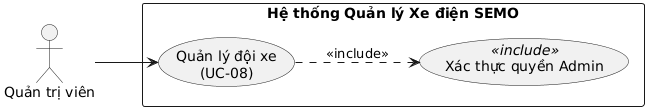 Hệ thống Quản lý Xe điện SEMO
Quản trị viên
Quản lý đội xe
(UC-08)
«include»
«include»
Xác thực quyền Admin